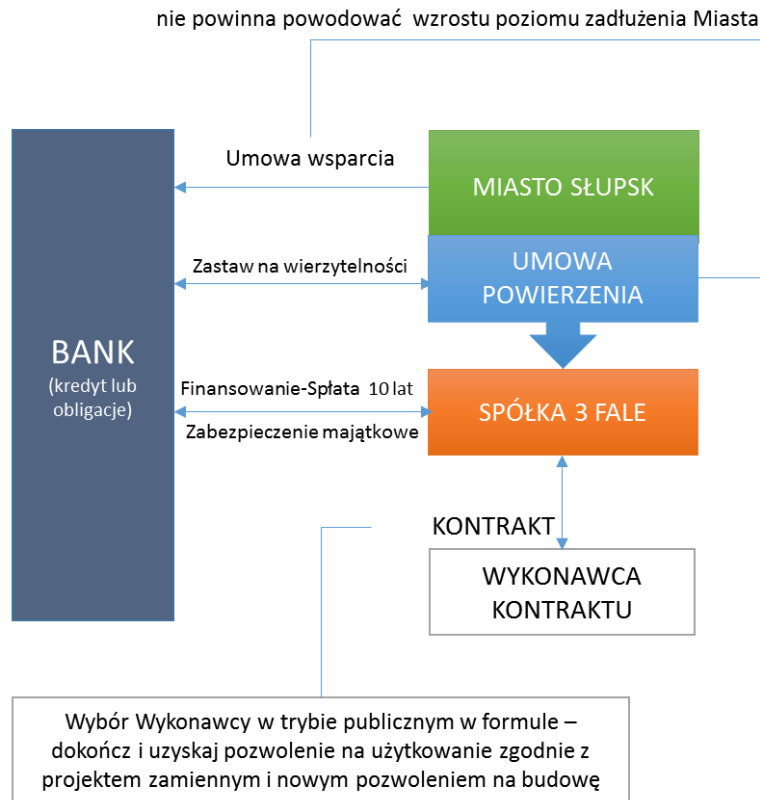 nie powinna powodować wzrostu poziomu zadłużenia Miasta
Umowa wsparcia
MIASTO SŁUPSK
Zastaw na wierzytelności
UMOWA
POWIERZENIA
BANK
(kredyt lub
obligacje)
Finansowanie-Spłata 10 lat
Zabezpieczenie majątkowe
SPÓŁKA 3 FALE
KONTRAKT
WYKONAWCA
KONTRAKTU
Wybór Wykonawcy w trybie publicznym w formule –
dokończ i uzyskaj pozwolenie na użytkowanie zgodnie z
projektem zamiennym i nowym pozwoleniem na budowę